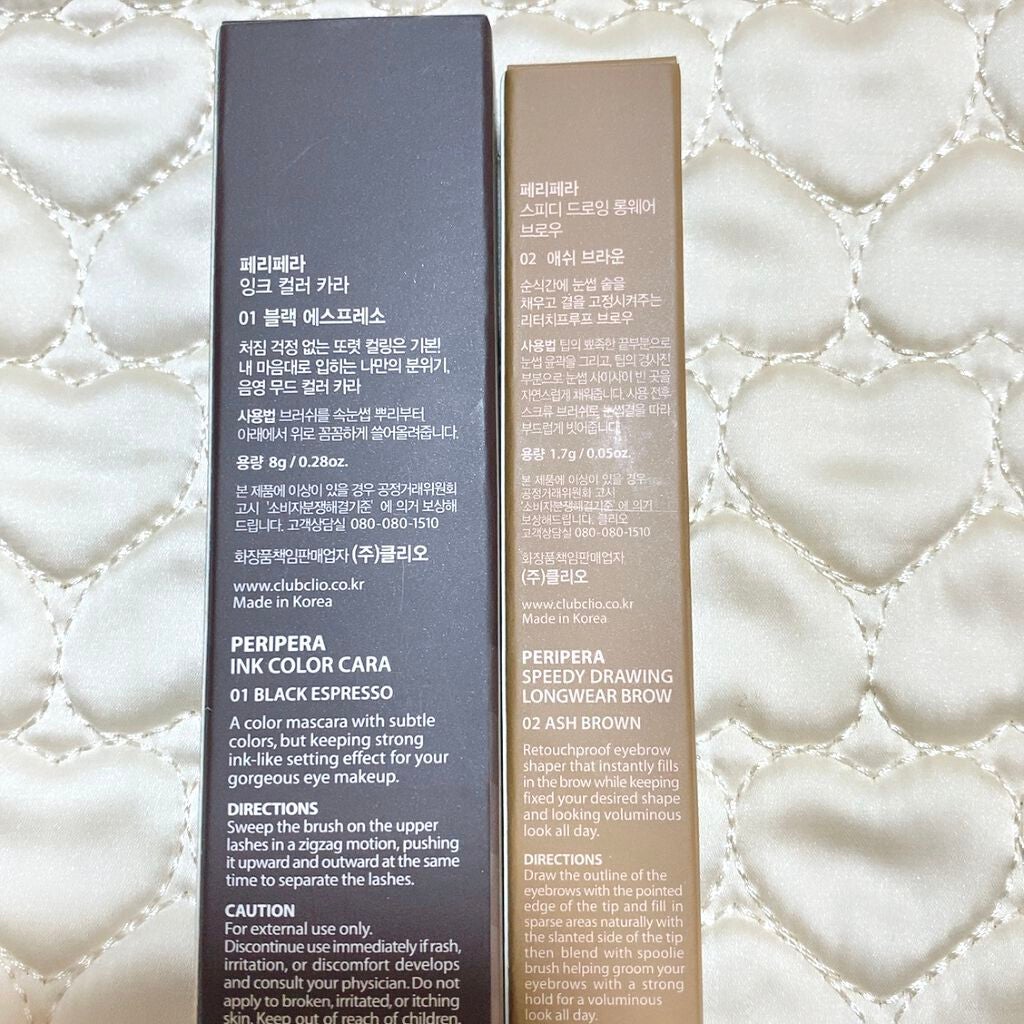 페리페라
잉크 컬러 카라
01 블랙 에스프레소
처짐 걱정 없는 또렷 컬링은 기본!
내 마음대로 입히는 나만의 분위기,
음영 무드 컬러 카라
사용법 브러쉬를 속눈썹 뿌리부터
아래에서 위로 꼼꼼하게 쓸어올려줍니다.
용량 8g / 0.28oz.
본 제품에 이상이 있을 경우 공정거래위원회
고시 '소비자분쟁해결기준' 에 의거 보상해
드립니다. 고객상담실 080-080-1510
화장품책임판매업자 (주)클리오
www.clubclio.co.kr
Made in Korea
PERIPERA
INK COLOR CARA
01 BLACK ESPRESSO
A color mascara with subtle
colors, but keeping strong
ink-like setting effect for your
gorgeous eye makeup.
DIRECTIONS
Sweep the brush on the upper
lashes in a zigzag motion, pushing
it upward and outward at the same
time to separate the lashes.
CAUTION
For external use only.
Discontinue use immediately if rash,
irritation, or discomfort develops
and consult your physician. Do not
apply to broken, irritated, or itching
skin. Keep out of reach of children.
페리페라
스피디 드로잉 롱웨어
브로우
02 애쉬 브라운
순식간에 눈썹 숱을
채우고 결을 고정시켜주는
리터치프루프 브로우
사용법 팁의 뾰족한 끝부분으로
눈썹 윤곽을 그리고, 팁의 경사진
부분으로 눈썹 사이사이 빈 곳을
자연스럽게 채워줍니다. 사용 전후
스크류 브러쉬로 눈썹결을 따라
부드럽게 빗어줍니다.
용량 1.7g / 0.05oz.
본 제품에 이상이 있을 경우
공정거래위원회 고시
'소비자분쟁해결기준' 에 의거
보상해드립니다. 클리오
고객상담실 080-080-1510
화장품책임판매업자
(주)클리오
www.clubclio.co.kr
Made in Korea
PERIPERA
SPEEDY DRAWING
LONGWEAR BROW
02 ASH BROWN
Retouchproof eyebrow
shaper that instantly fills
in the brow while keeping
fixed your desired shape
and looking voluminous
look all day.
DIRECTIONS
Draw the outline of the
eyebrows with the pointed
edge of the tip and fill in
sparse areas naturally with
the slanted side of the tip
then blend with spoolie
brush helping groom your
eyebrows with a strong
hold for a voluminous
look all day.